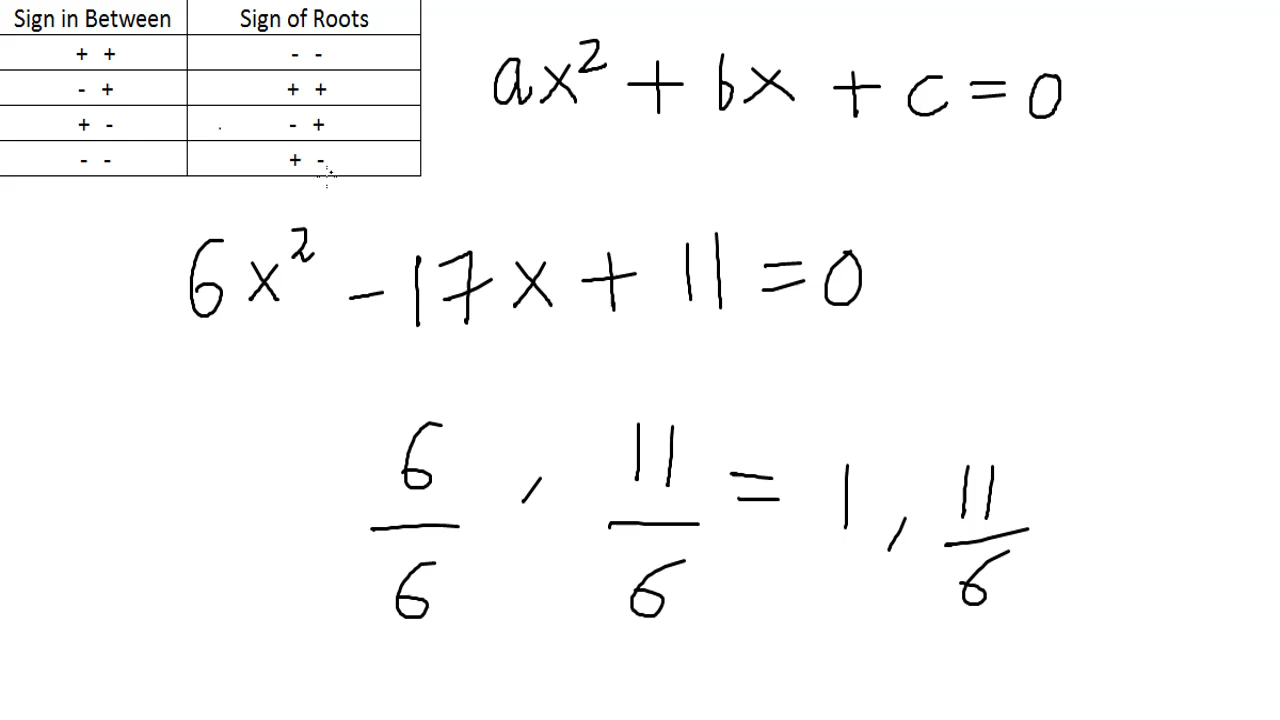 Sign in Between Sign of Roots
+ + - -
- + + +
+ - - +
- - + -
ax² + bx + c = 0
6x² - 17x + 11 = 0
6/6 , 11/6 = 1 , 11/6